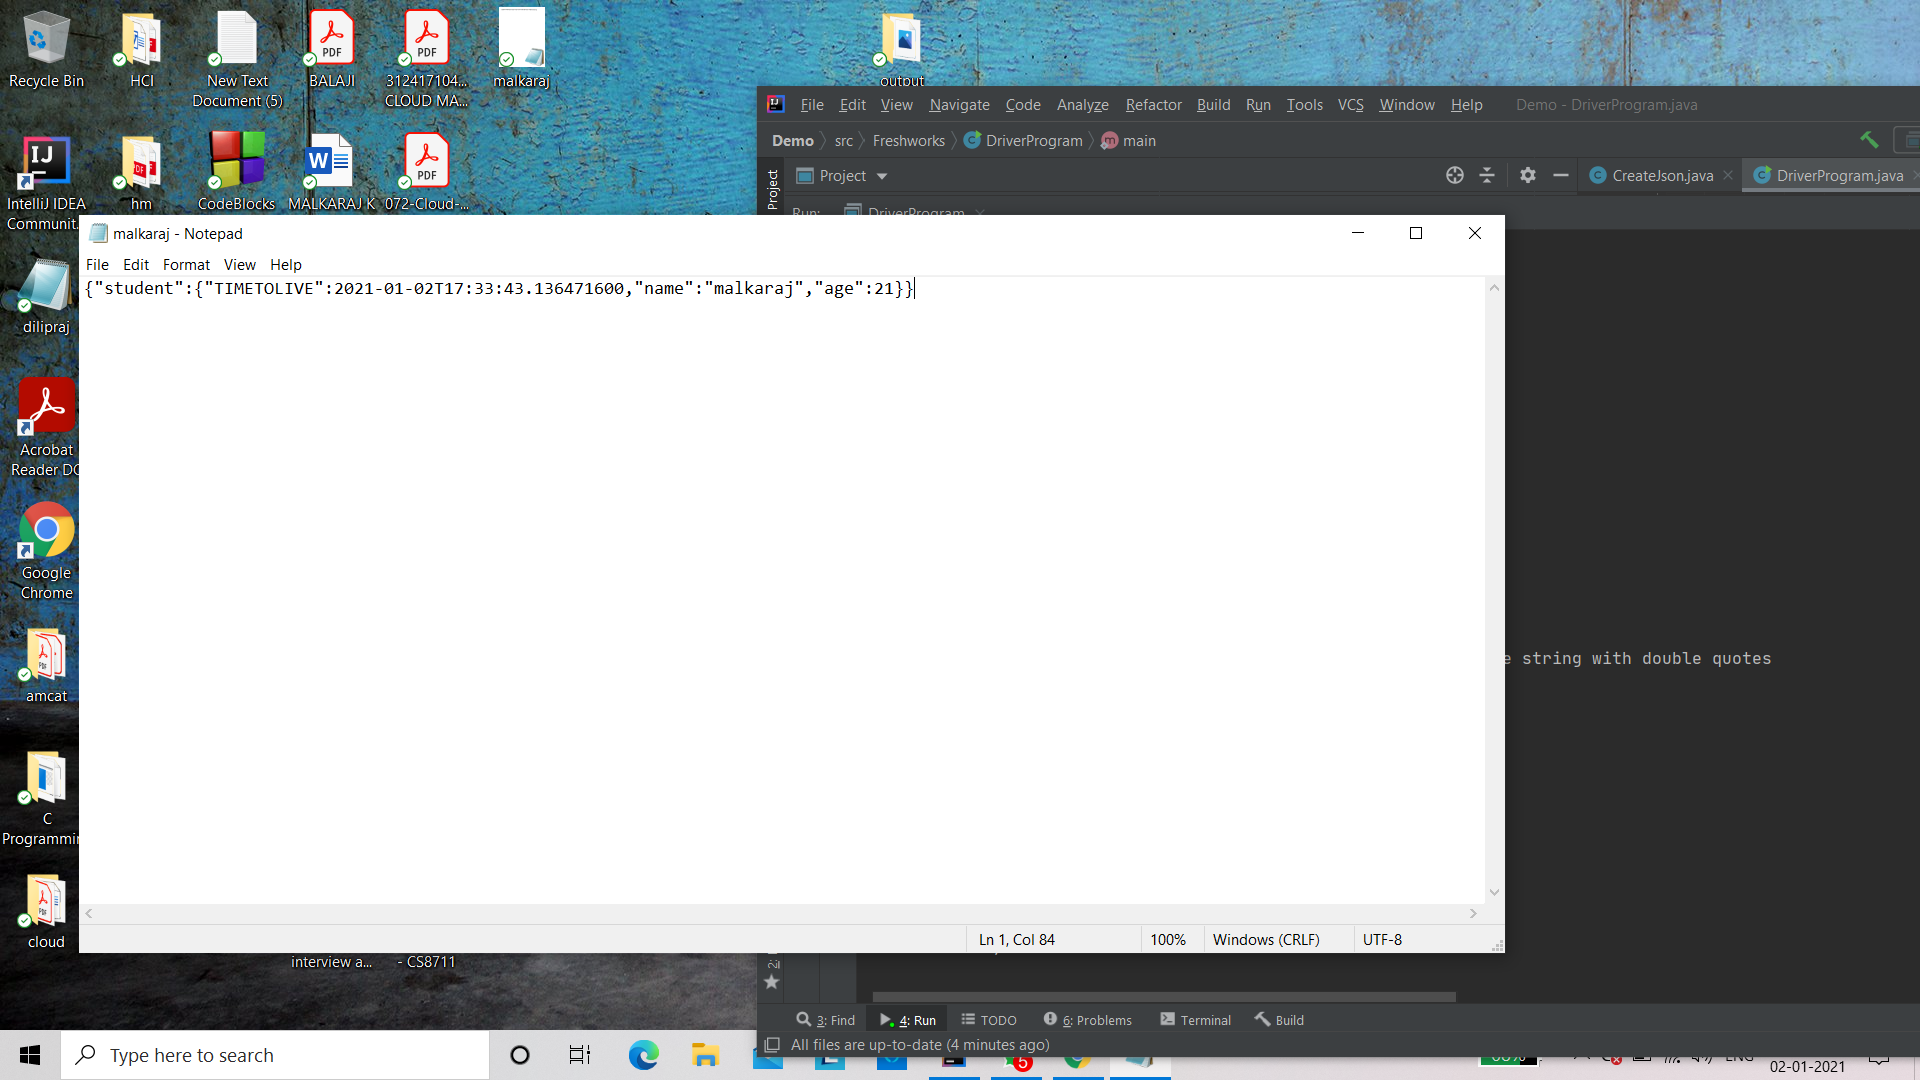 Recycle Bin
HCI
New Text
Document (5)
BALAJI
312417104...
CLOUD MA...
malkaraj
output
IntelliJ IDEA
Communit.
hm
CodeBlocks
MALKARAJ K
072-Cloud-...
dilipraj
Acrobat
Reader DC
Google
Chrome
amcat
C
Programmin
cloud
interview a...
- CS8711
File Edit View Navigate Code Analyze Refactor Build Run Tools VCS Window Help Demo - DriverProgram.java
Demo src Freshworks DriverProgram main
Project
Project
CreateJson.java
DriverProgram.java
Run: DriverProgram
malkaraj - Notepad
File Edit Format View Help
{"student":{"TIMETOLIVE":2021-01-02T17:33:43.136471600,"name":"malkaraj","age":21}}
e string with double quotes
Ln 1, Col 84
100%
Windows (CRLF)
UTF-8
3: Find
4: Run
TODO
6: Problems
Terminal
Build
All files are up-to-date (4 minutes ago)
Type here to search
5
ENG
02-01-2021